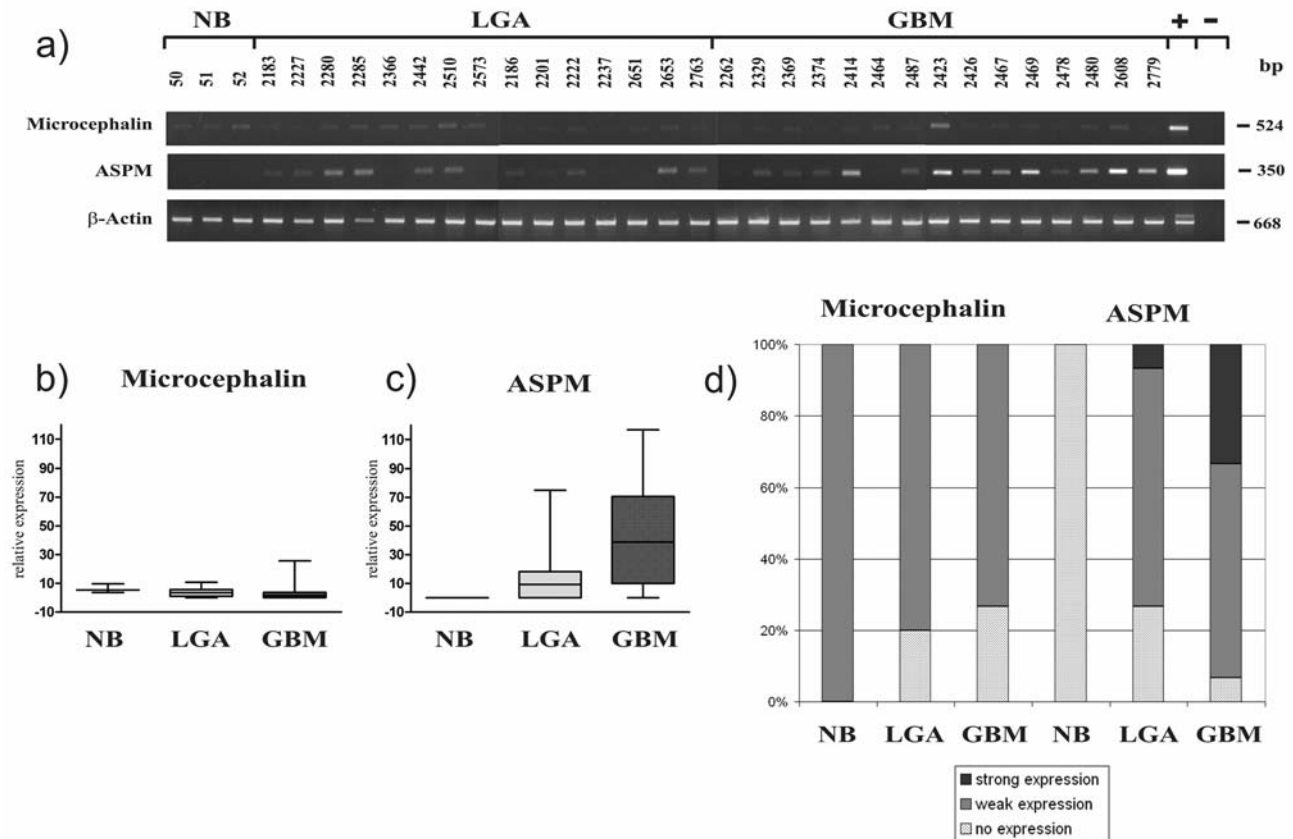 NB LGA GBM + −
a)
50 51 52 2183 2227 2280 2285 2366 2442 2510 2573 2186 2201 2222 2237 2651 2653 2763 2262 2329 2369 2374 2414 2464 2487 2423 2426 2467 2469 2478 2480 2608 2779 bp
Microcephalin − 524
ASPM − 350
β-Actin − 668
b) Microcephalin
relative expression
110
90
70
50
30
10
-10
NB LGA GBM
c) ASPM
relative expression
110
90
70
50
30
10
-10
NB LGA GBM
d)
Microcephalin ASPM
100%
80%
60%
40%
20%
0%
NB LGA GBM NB LGA GBM
strong expression
weak expression
no expression